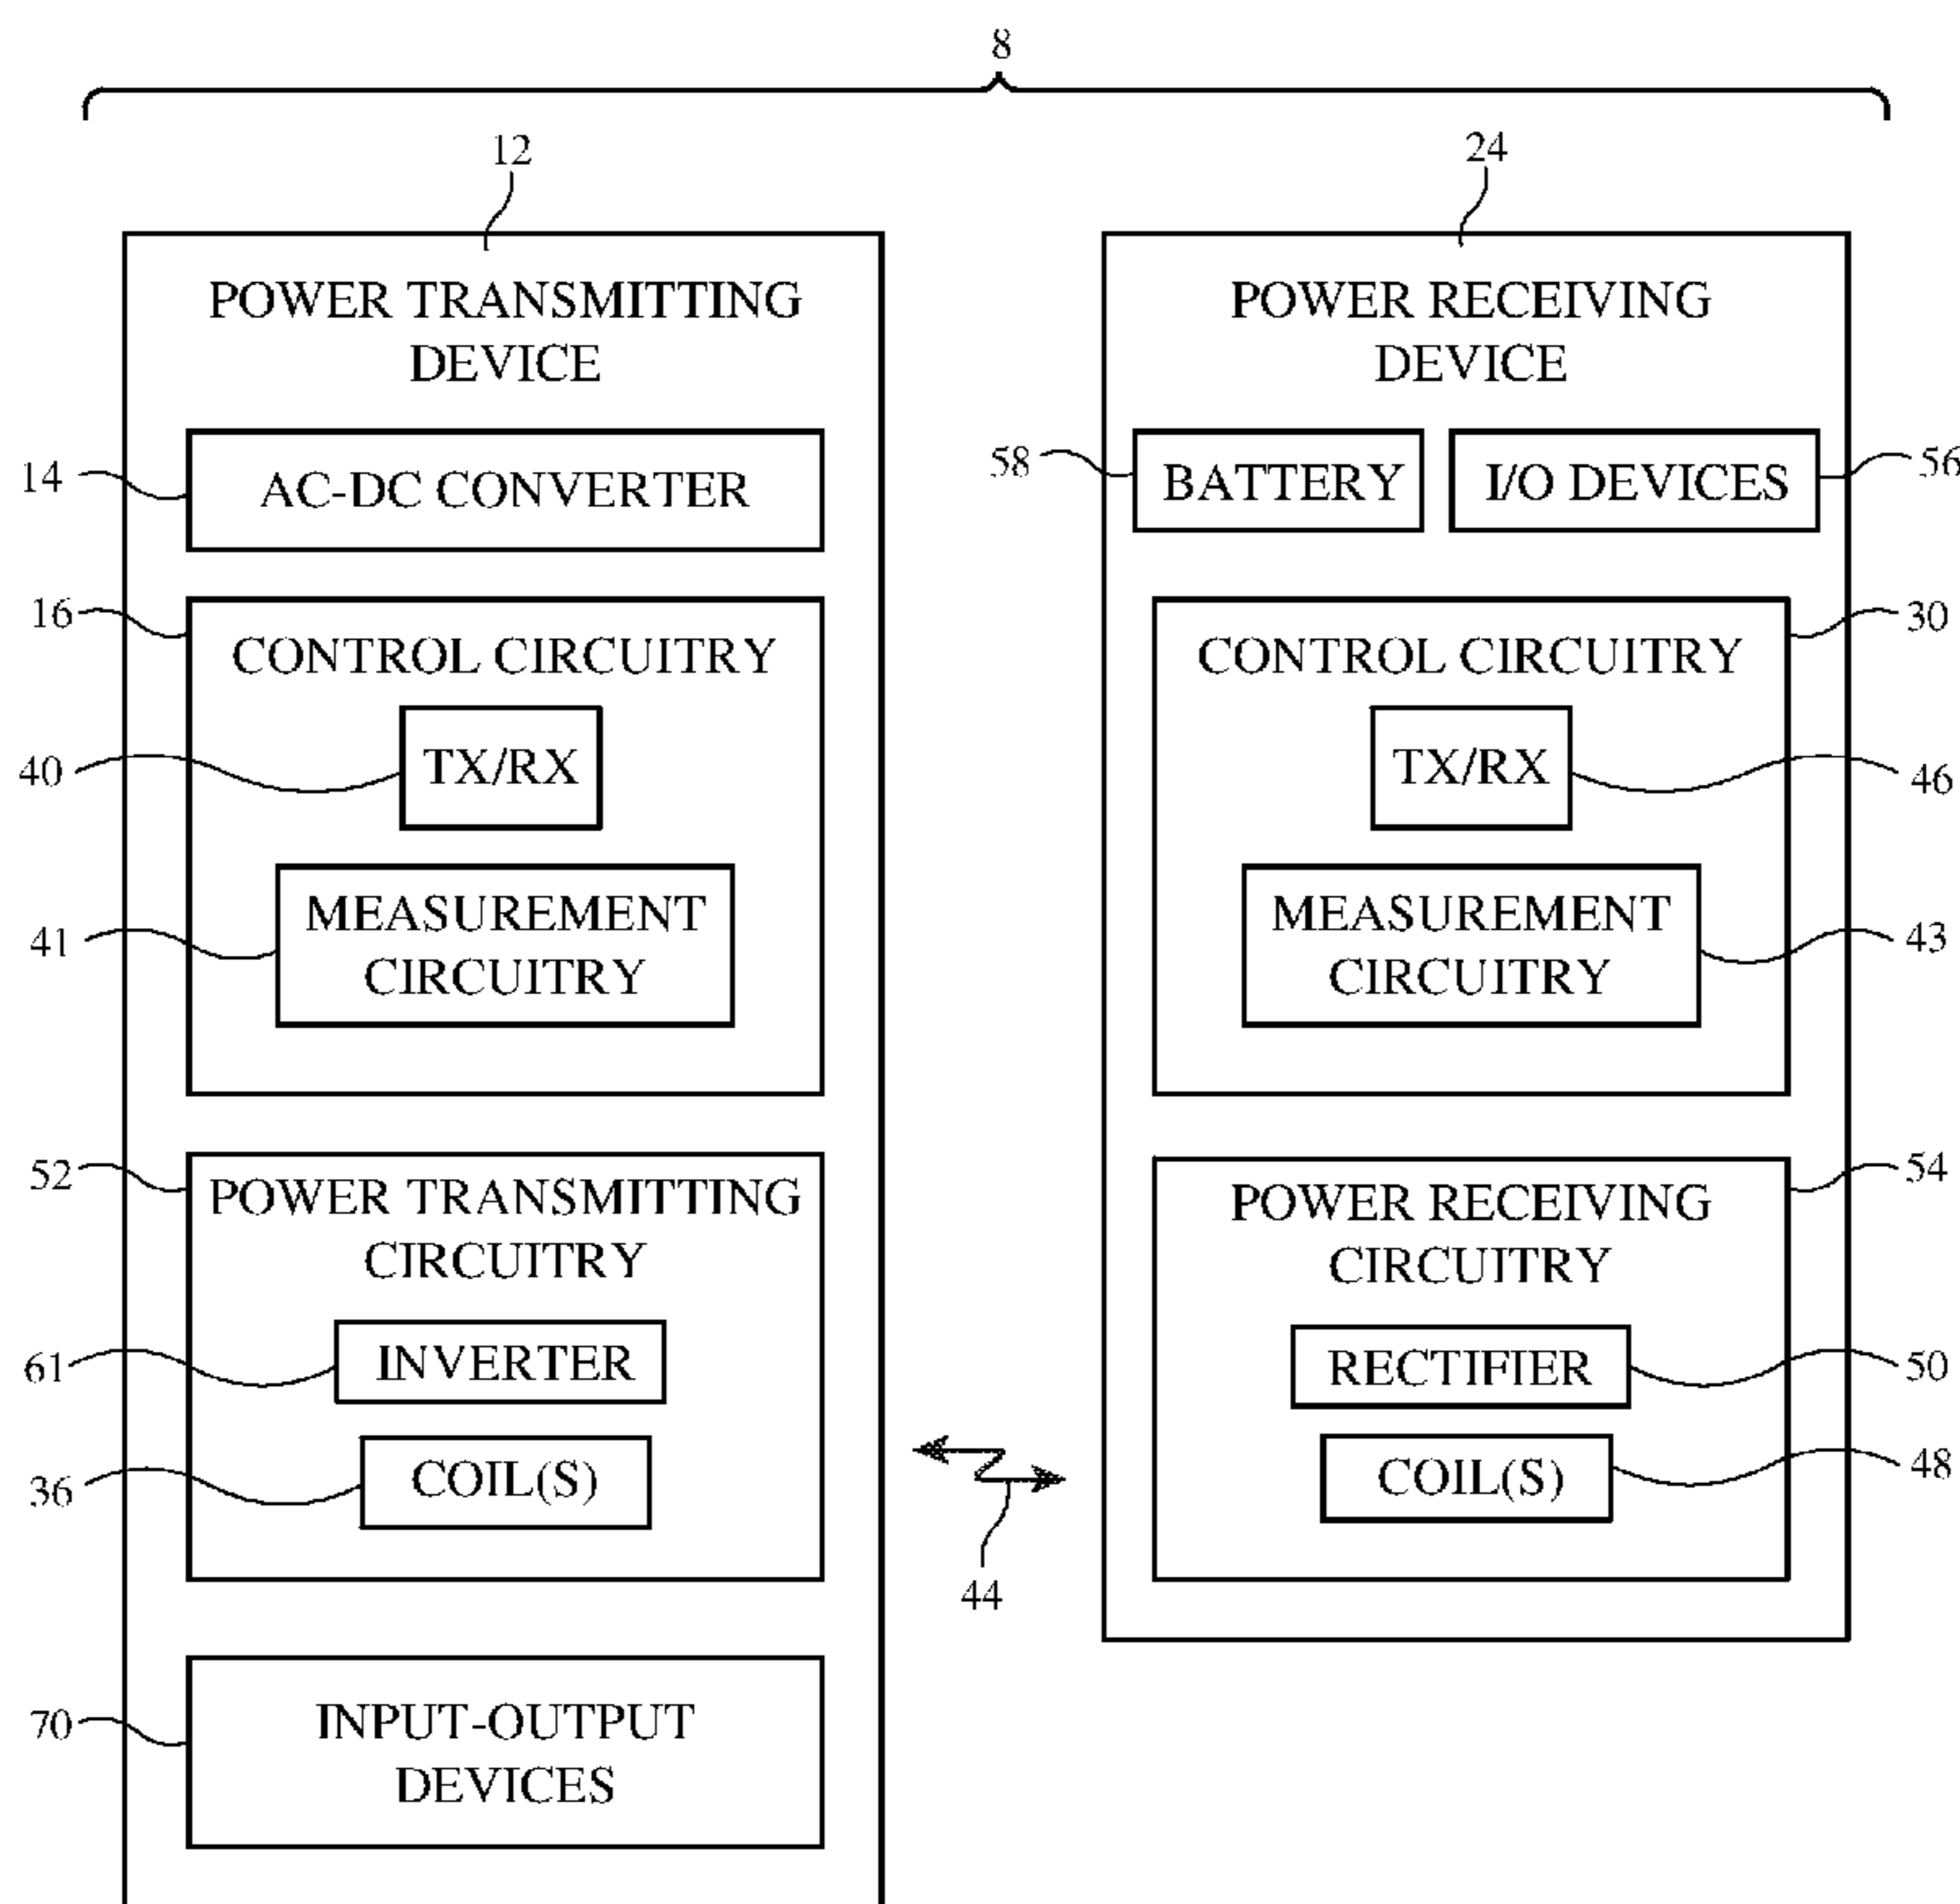 8
12
POWER TRANSMITTING
DEVICE
14
AC-DC CONVERTER
16
CONTROL CIRCUITRY
40
TX/RX
41
MEASUREMENT
CIRCUITRY
52
POWER TRANSMITTING
CIRCUITRY
61
INVERTER
36
COIL(S)
70
INPUT-OUTPUT
DEVICES
44
24
POWER RECEIVING
DEVICE
58
BATTERY
I/O DEVICES
56
CONTROL CIRCUITRY
30
TX/RX
46
MEASUREMENT
CIRCUITRY
43
POWER RECEIVING
CIRCUITRY
54
RECTIFIER
50
COIL(S)
48